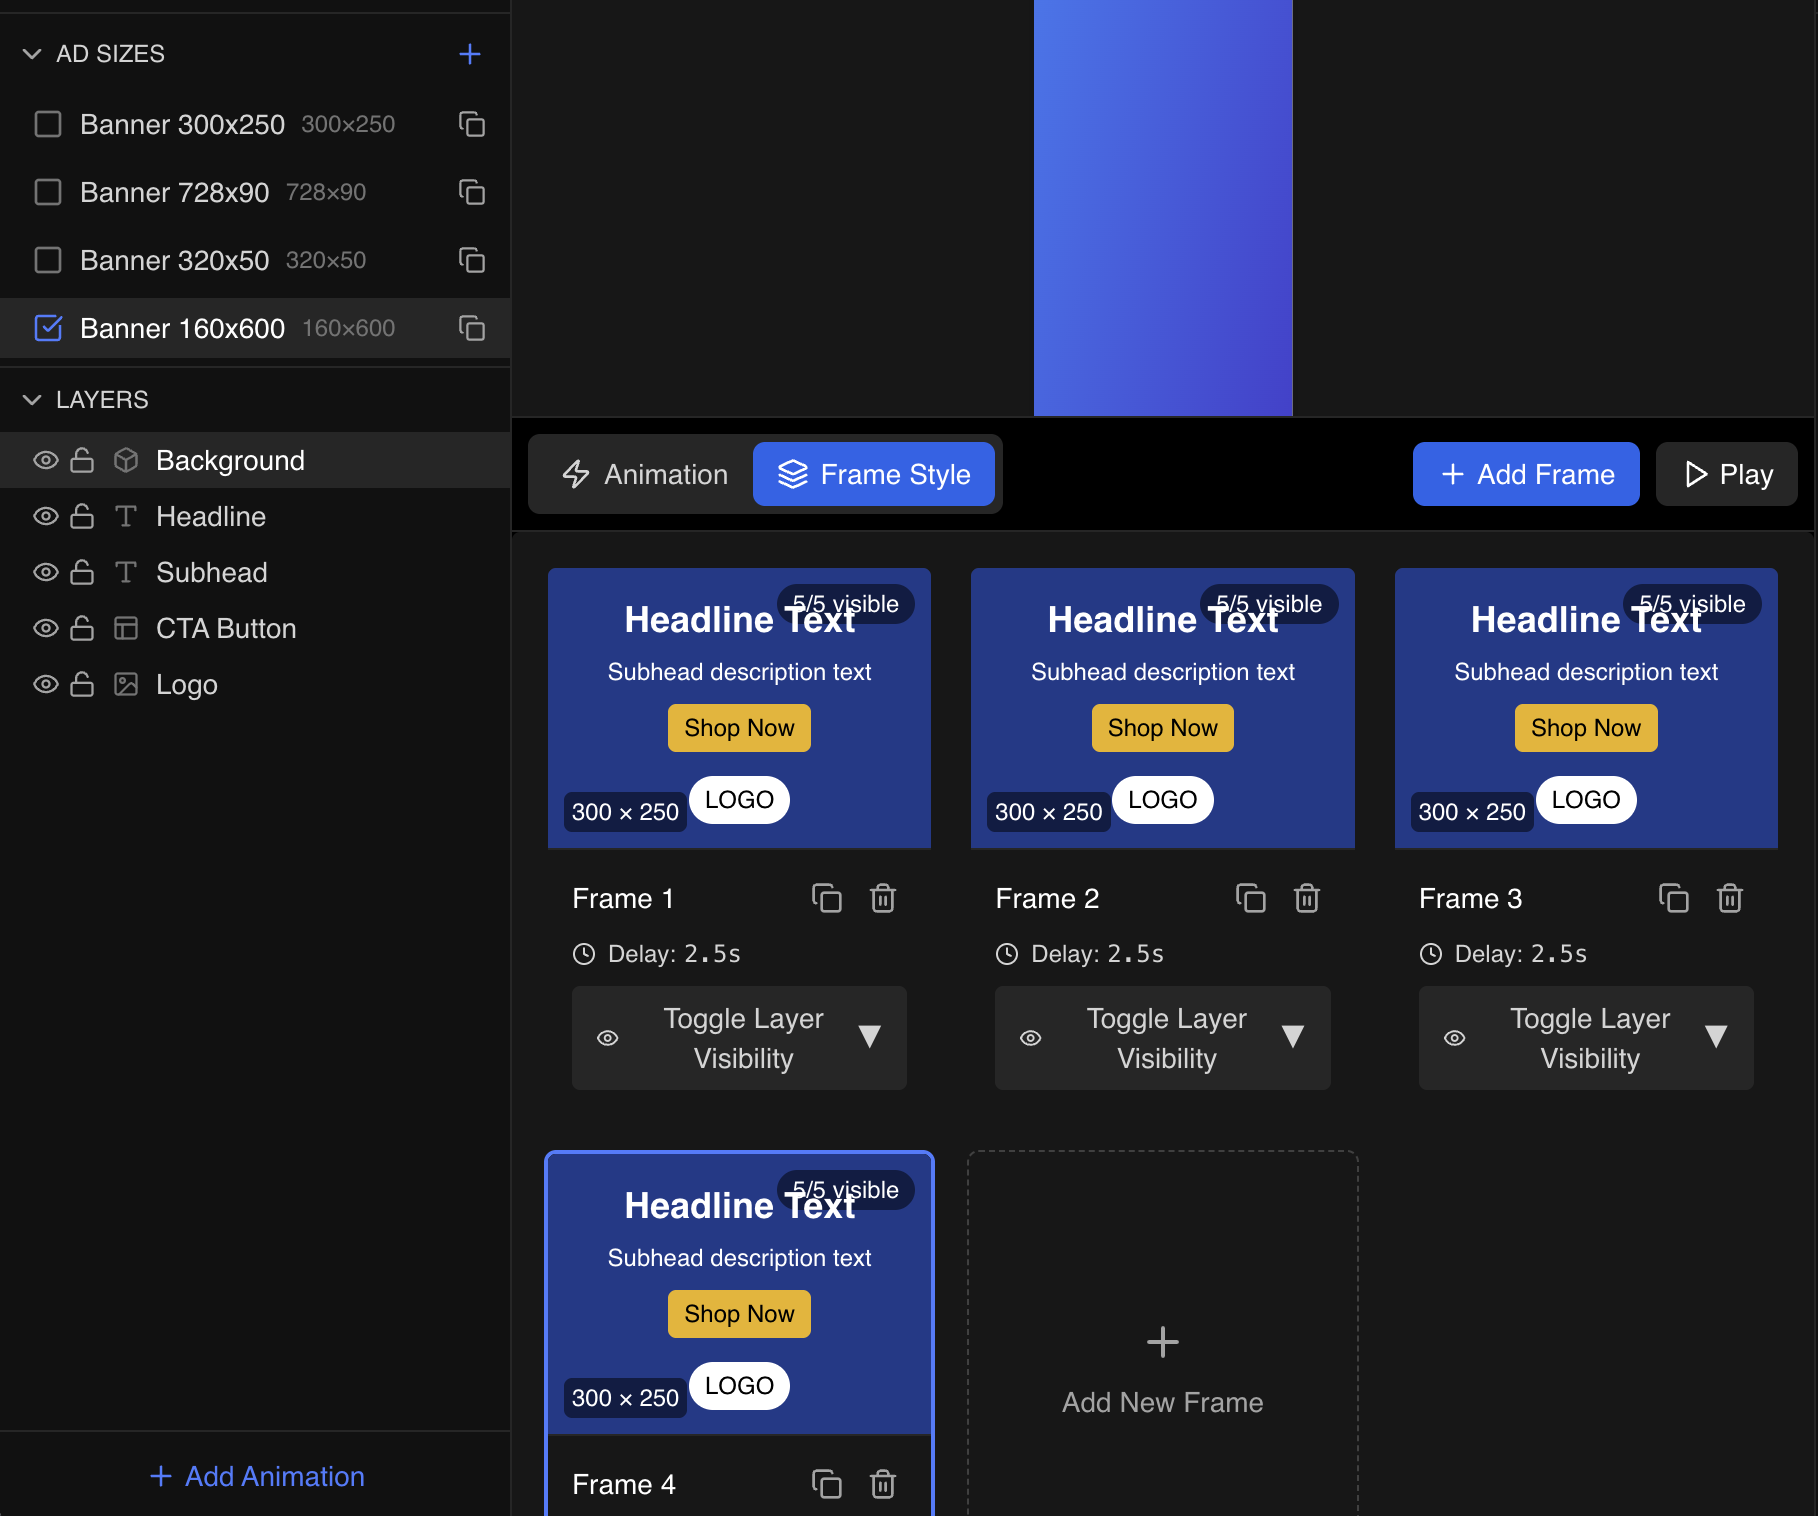 AD SIZES
Banner 300x250 300×250
Banner 728x90 728×90
Banner 320x50 320×50
Banner 160x600 160×600
LAYERS
Background
Headline
Subhead
CTA Button
Logo
Add Animation
Animation
Frame Style
Add Frame
Play
5/5 visible
Headline Text
Subhead description text
Shop Now
LOGO
300 × 250
Frame 1
Delay: 2.5s
Toggle Layer
Visibility
5/5 visible
Headline Text
Subhead description text
Shop Now
LOGO
300 × 250
Frame 2
Delay: 2.5s
Toggle Layer
Visibility
5/5 visible
Headline Text
Subhead description text
Shop Now
LOGO
300 × 250
Frame 3
Delay: 2.5s
Toggle Layer
Visibility
5/5 visible
Headline Text
Subhead description text
Shop Now
LOGO
300 × 250
Frame 4
Add New Frame